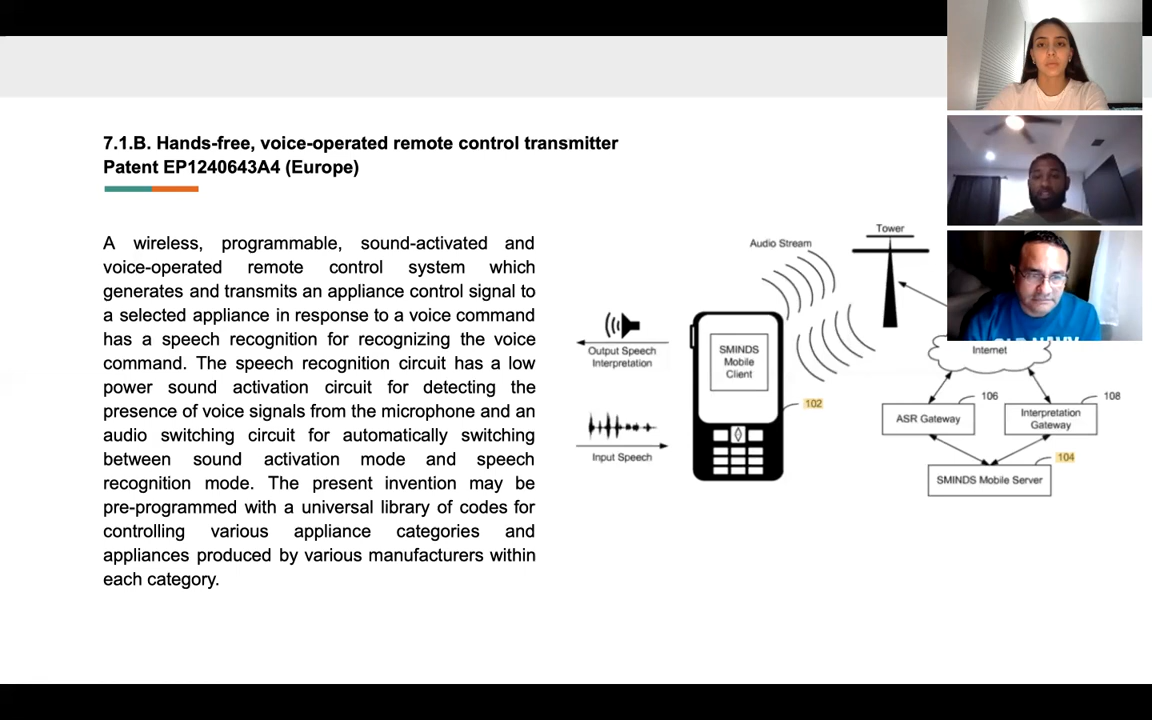 7.1.B. Hands-free, voice-operated remote control transmitter
Patent EP1240643A4 (Europe)
A wireless, programmable, sound-activated and
voice-operated remote control system which
generates and transmits an appliance control signal to
a selected appliance in response to a voice command
has a speech recognition for recognizing the voice
command. The speech recognition circuit has a low
power sound activation circuit for detecting the
presence of voice signals from the microphone and an
audio switching circuit for automatically switching
between sound activation mode and speech
recognition mode. The present invention may be
pre-programmed with a universal library of codes for
controlling various appliance categories and
appliances produced by various manufacturers within
each category.
Output Speech
Interpretation
Input Speech
SMINDS
Mobile
Client
102
Audio Stream
Tower
Internet
106
ASR Gateway
108
Interpretation
Gateway
104
SMINDS Mobile Server